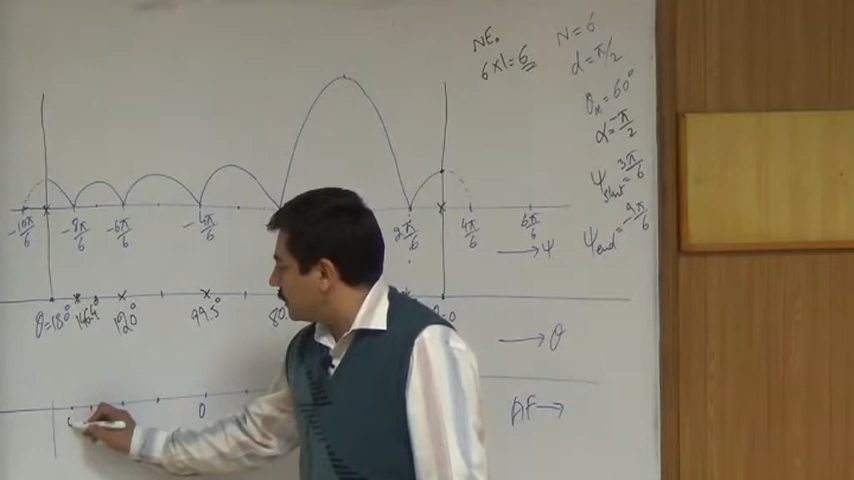 NE.
6×1=6
N=6
d=π/2
θₘ=60°
α=-π/2
ψstart=3π/6
ψend=-9π/6
-10π/6 -8π/6 -6π/6 -4π/6 2π/6 4π/6 6π/6 → ψ
θ=180° 146.4° 120° 99.5° 80. → θ
0 AF→